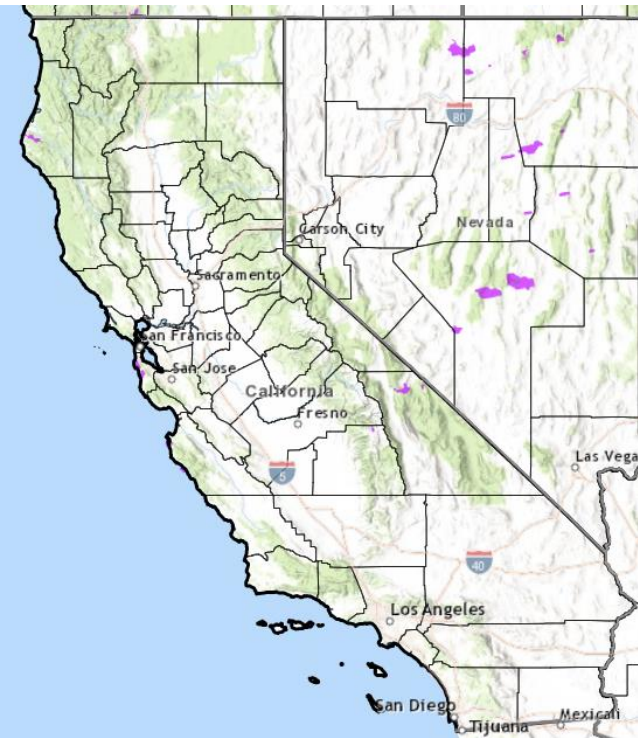 80
Carson City
Nevada
Sacramento
San Francisco
San Jose
California
Fresno
Las Vega
5
40
Los Angeles
San Diego
Mexicali
Tijuana